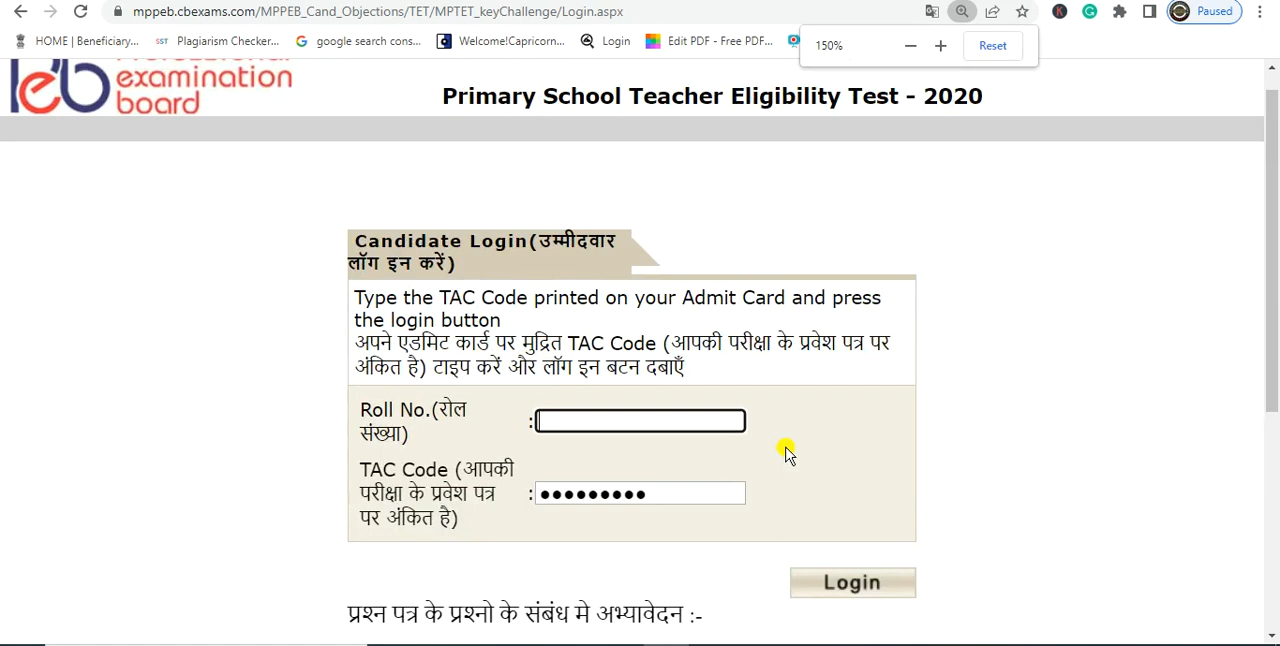 mppeb.cbexams.com/MPPEB_Cand_Objections/TET/MPTET_keyChallenge/Login.aspx
Paused
HOME | Beneficiary...
SST Plagiarism Checker...
google search cons...
Welcome!Capricorn...
Login
Edit PDF - Free PDF...
150%
Reset
examination
board
Primary School Teacher Eligibility Test - 2020
Candidate Login(उम्मीदवार
लॉग इन करें)
Type the TAC Code printed on your Admit Card and press
the login button
अपने एडमिट कार्ड पर मुद्रित TAC Code (आपकी परीक्षा के प्रवेश पत्र पर
अंकित है) टाइप करें और लॉग इन बटन दबाएँ
Roll No.(रोल
संख्या)
:
TAC Code (आपकी
परीक्षा के प्रवेश पत्र
पर अंकित है)
: ●●●●●●●●●
Login
प्रश्न पत्र के प्रश्नो के संबंध मे अभ्यावेदन :-